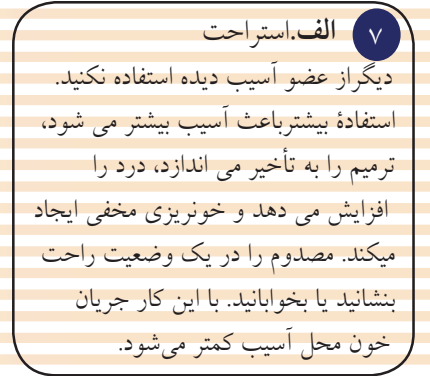 ۷ الف.استراحت
دیگراز عضو آسیب دیده استفاده نکنید.
استفادهٔ بیشترباعث آسیب بیشتر می شود،
ترمیم را به تأخیر می اندازد، درد را
افزایش می دهد و خونریزی مخفی ایجاد
میکند. مصدوم را در یک وضعیت راحت
بنشانید یا بخوابانید. با این کار جریان
خون محل آسیب کمتر می‌شود.